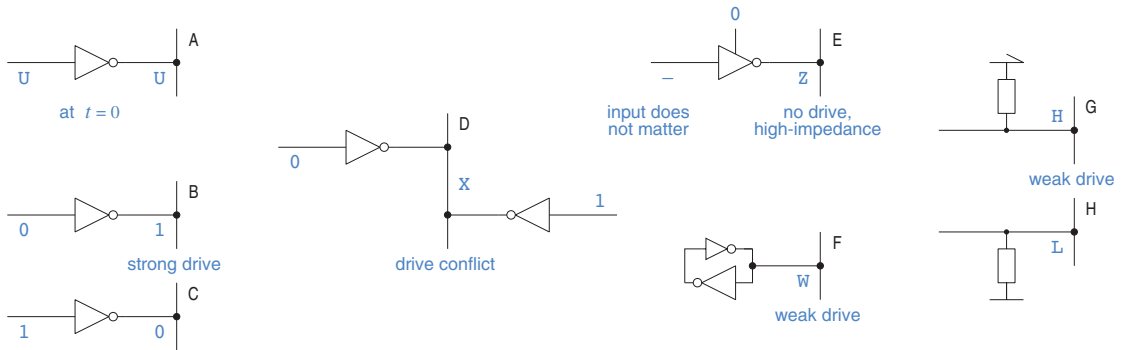 A
U
U
at t = 0
B
0
1
strong drive
C
1
0
D
0
X
1
drive conflict
0
E
–
Z
input does
not matter
no drive,
high-impedance
F
W
weak drive
G
H
weak drive
H
L